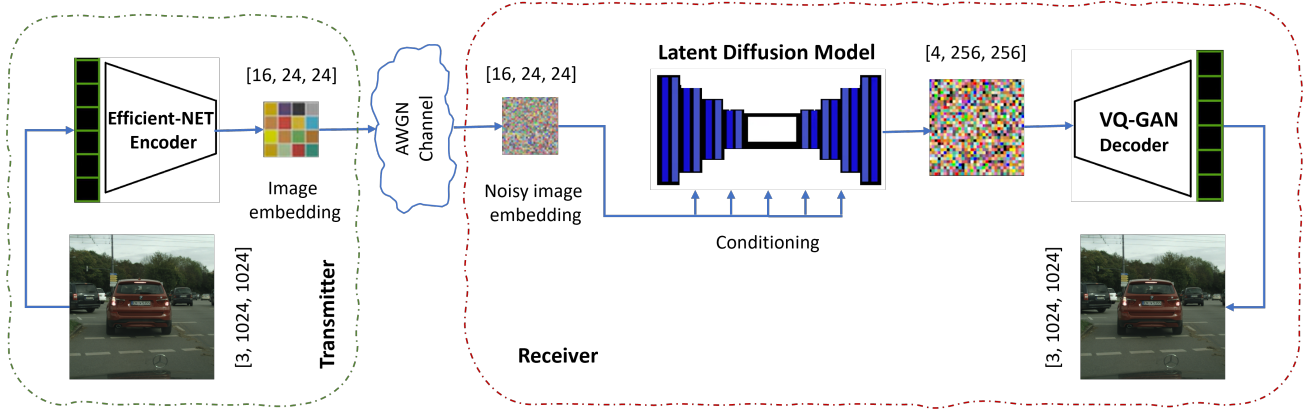 Efficient-NET
Encoder
[16, 24, 24]
Image
embedding
[3, 1024, 1024]
Transmitter
AWGN
Channel
[16, 24, 24]
Noisy image
embedding
Latent Diffusion Model
Conditioning
[4, 256, 256]
VQ-GAN
Decoder
[3, 1024, 1024]
Receiver